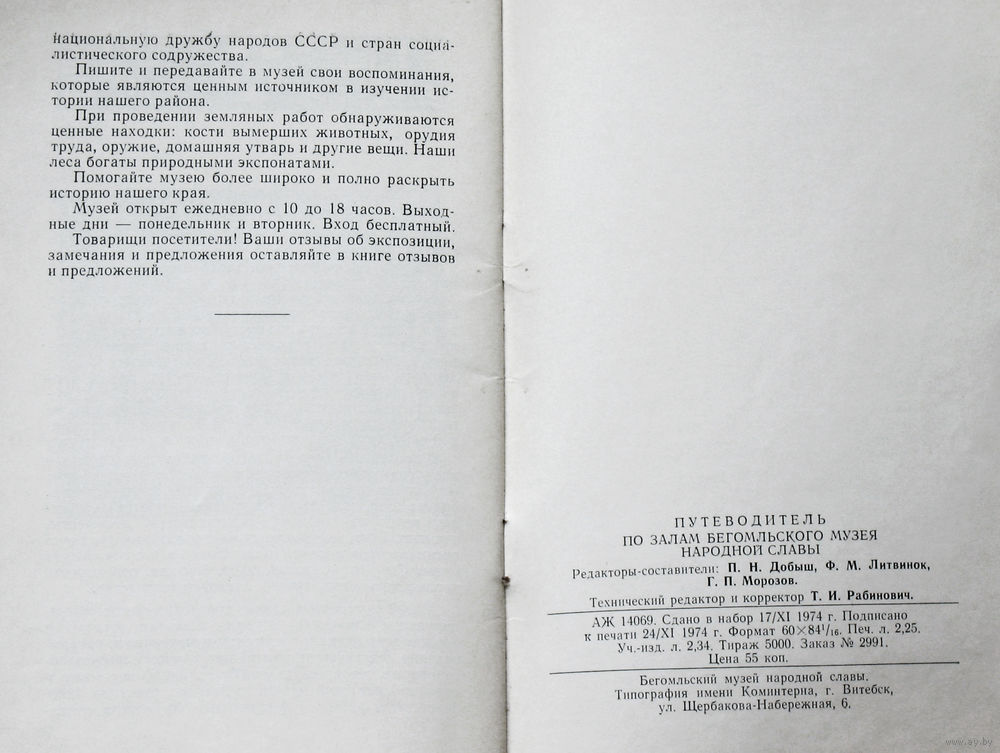 национальную дружбу народов СССР и стран социа-
листического содружества.
Пишите и передавайте в музей свои воспоминания,
которые являются ценным источником в изучении ис-
тории нашего района.
При проведении земляных работ обнаруживаются
ценные находки: кости вымерших животных, орудия
труда, оружие, домашняя утварь и другие вещи. Наши
леса богаты природными экспонатами.
Помогайте музею более широко и полно раскрыть
историю нашего края.
Музей открыт ежедневно с 10 до 18 часов. Выход-
ные дни — понедельник и вторник. Вход бесплатный.
Товарищи посетители! Ваши отзывы об экспозиции,
замечания и предложения оставляйте в книге отзывов
и предложений.
ПУТЕВОДИТЕЛЬ
ПО ЗАЛАМ БЕГОМЛЬСКОГО МУЗЕЯ
НАРОДНОЙ СЛАВЫ
Редакторы-составители: П. Н. Добыш, Ф. М. Литвинок,
Г. П. Морозов.
Технический редактор и корректор Т. И. Рабинович.
АЖ 14069. Сдано в набор 17/XI 1974 г. Подписано
к печати 24/XI 1974 г. Формат 60×84¹/₁₆. Печ. л. 2,25.
Уч.-изд. л. 2,34. Тираж 5000. Заказ № 2991.
Цена 55 коп.
Бегомльский музей народной славы.
Типография имени Коминтерна, г. Витебск,
ул. Щербакова-Набережная, 6.
www.ay.by